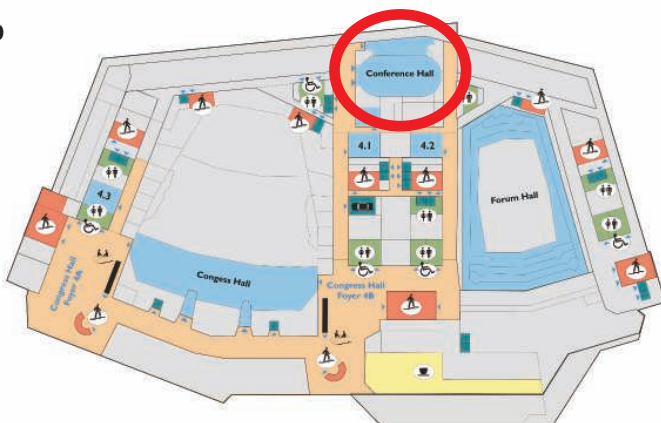 Conference Hall
4.1
4.2
4.3
Forum Hall
Congess Hall
Congress Hall
Foyer 4A
Congress Hall
Foyer 4B